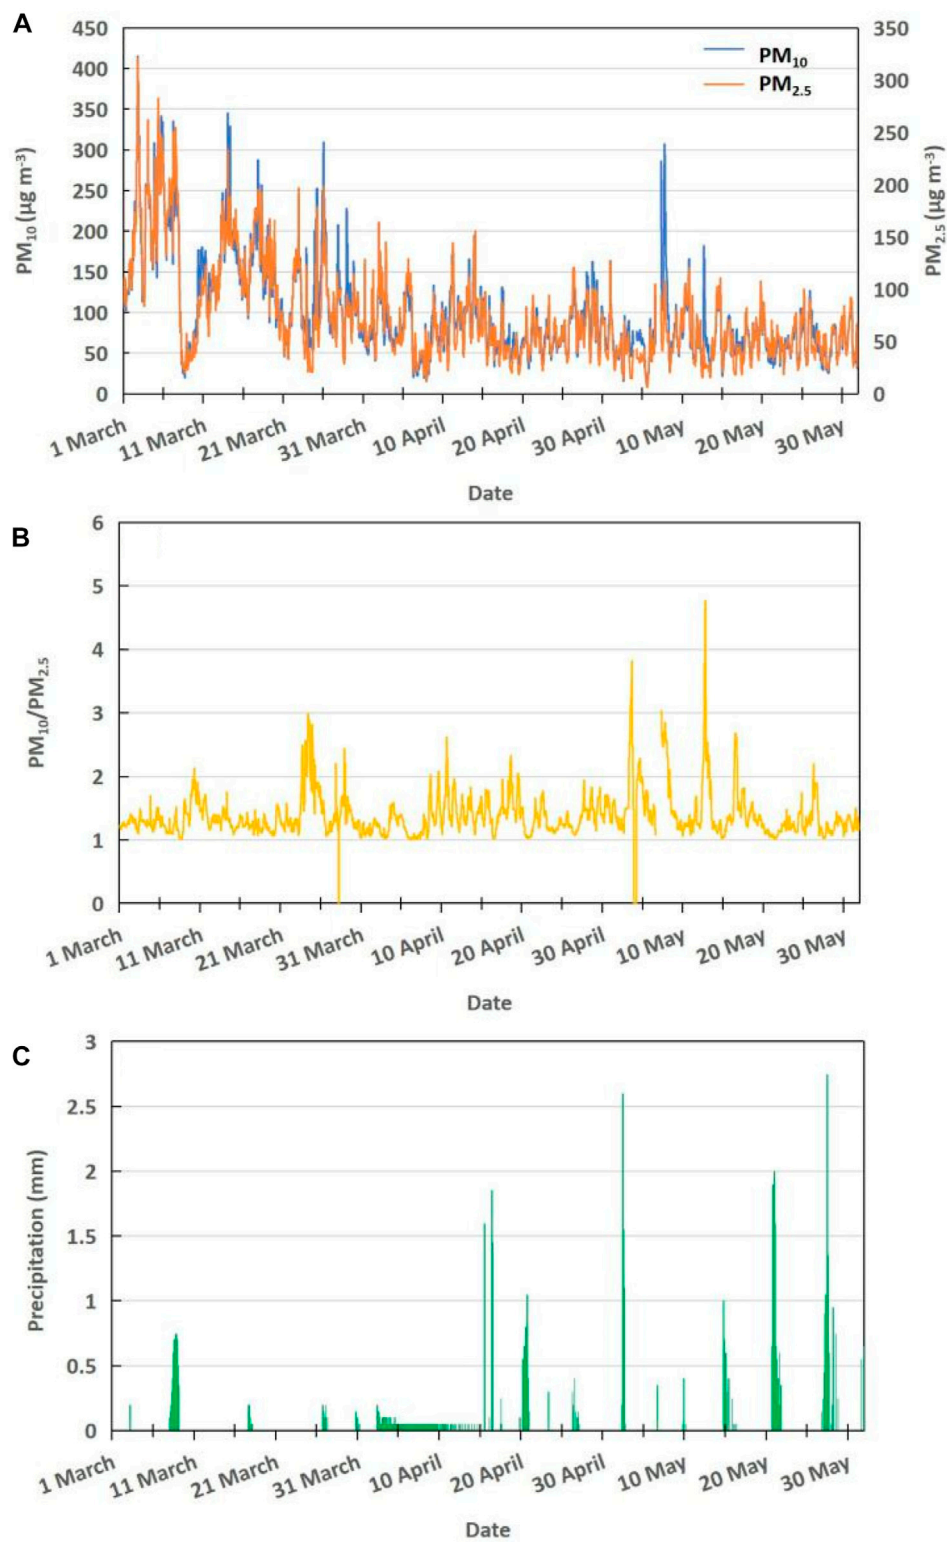 A
450
400
350
300
250
200
150
100
50
0
PM10 (µg m-3)
350
300
250
200
150
100
50
0
PM2.5 (µg m-3)
PM10
PM2.5
1 March
11 March
21 March
31 March
10 April
20 April
30 April
10 May
20 May
30 May
Date
B
6
5
4
3
2
1
0
PM10/PM2.5
1 March
11 March
21 March
31 March
10 April
20 April
30 April
10 May
20 May
30 May
Date
C
3
2.5
2
1.5
1
0.5
0
Precipitation (mm)
1 March
11 March
21 March
31 March
10 April
20 April
30 April
10 May
20 May
30 May
Date